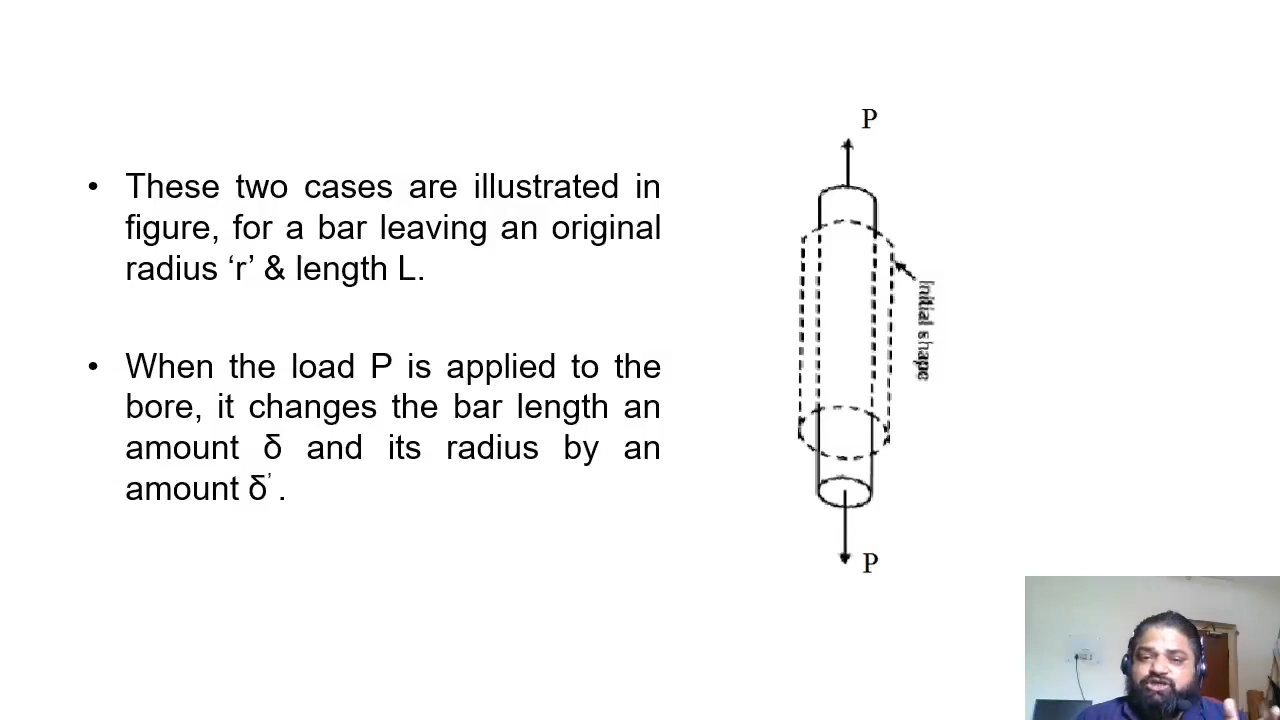 • These two cases are illustrated in
figure, for a bar leaving an original
radius ‘r’ & length L.
• When the load P is applied to the
bore, it changes the bar length an
amount δ and its radius by an
amount δ’ .
P
Initial shape
P